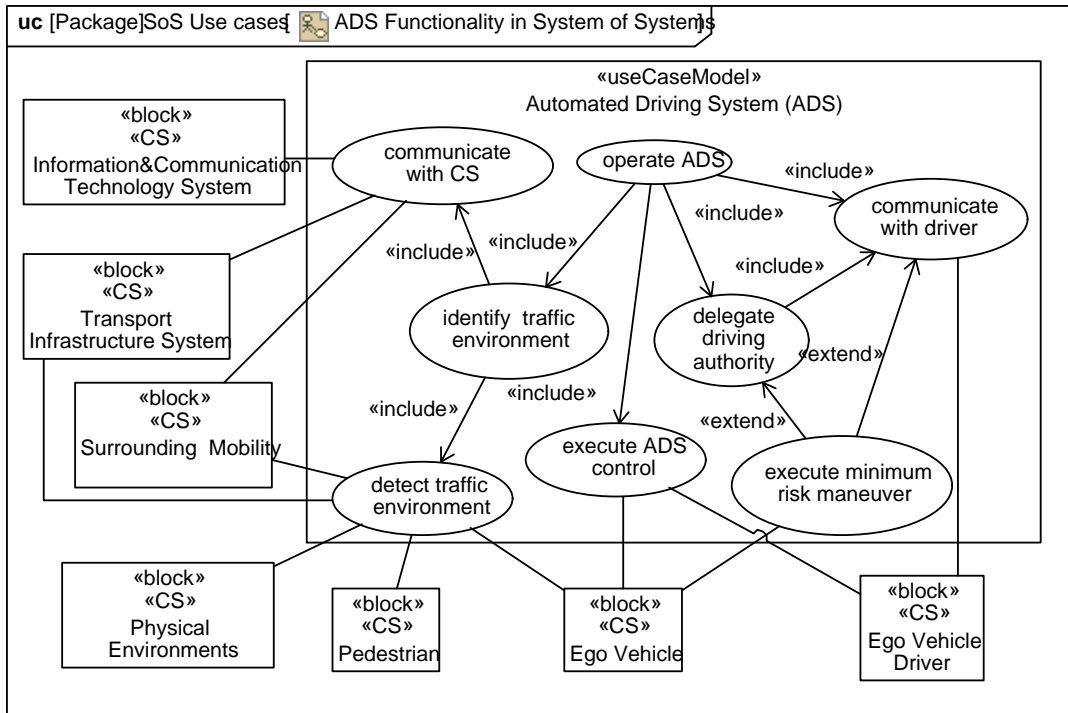 uc [Package]SoS Use cases[ ADS Functionality in System of Systems]
«useCaseModel»
Automated Driving System (ADS)
«block»
«CS»
Information&Communication
Technology System
communicate
with CS
operate ADS
«include»
communicate
with driver
«include»
«include»
«include»
«include»
«block»
«CS»
Transport
Infrastructure System
identify traffic
environment
delegate
driving
authority
«extend»
«block»
«CS»
Surrounding Mobility
«include»
«include»
«extend»
execute ADS
control
execute minimum
risk maneuver
detect traffic
environment
«block»
«CS»
Physical
Environments
«block»
«CS»
Pedestrian
«block»
«CS»
Ego Vehicle
«block»
«CS»
Ego Vehicle
Driver